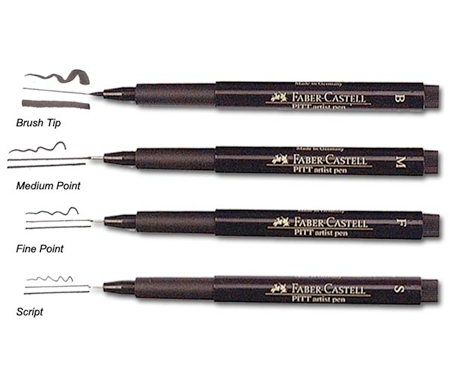 Made in Germany
FABER-CASTELL
PITT artist pen
B
Brush Tip
Made in Germany
FABER-CASTELL
PITT artist pen
M
Medium Point
FABER-CASTELL
PITT artist pen
F
Fine Point
FABER-CASTELL
PITT artist pen
S
Script